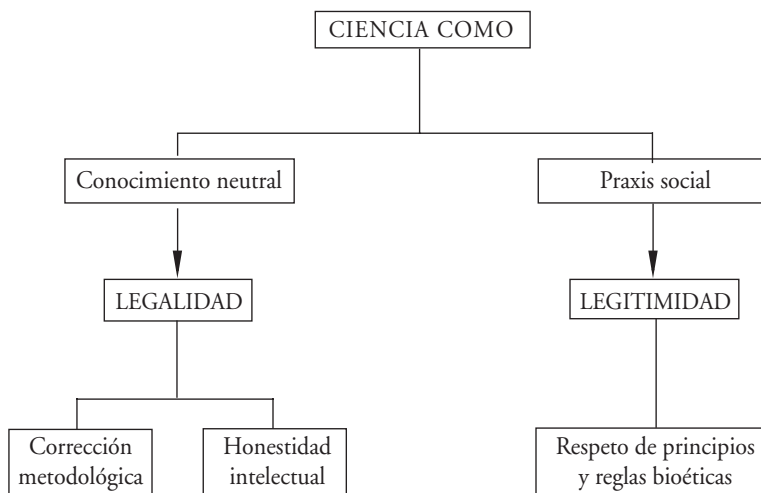 CIENCIA COMO
Conocimiento neutral
Praxis social
LEGALIDAD
LEGITIMIDAD
Corrección
metodológica
Honestidad
intelectual
Respeto de principios
y reglas bioéticas